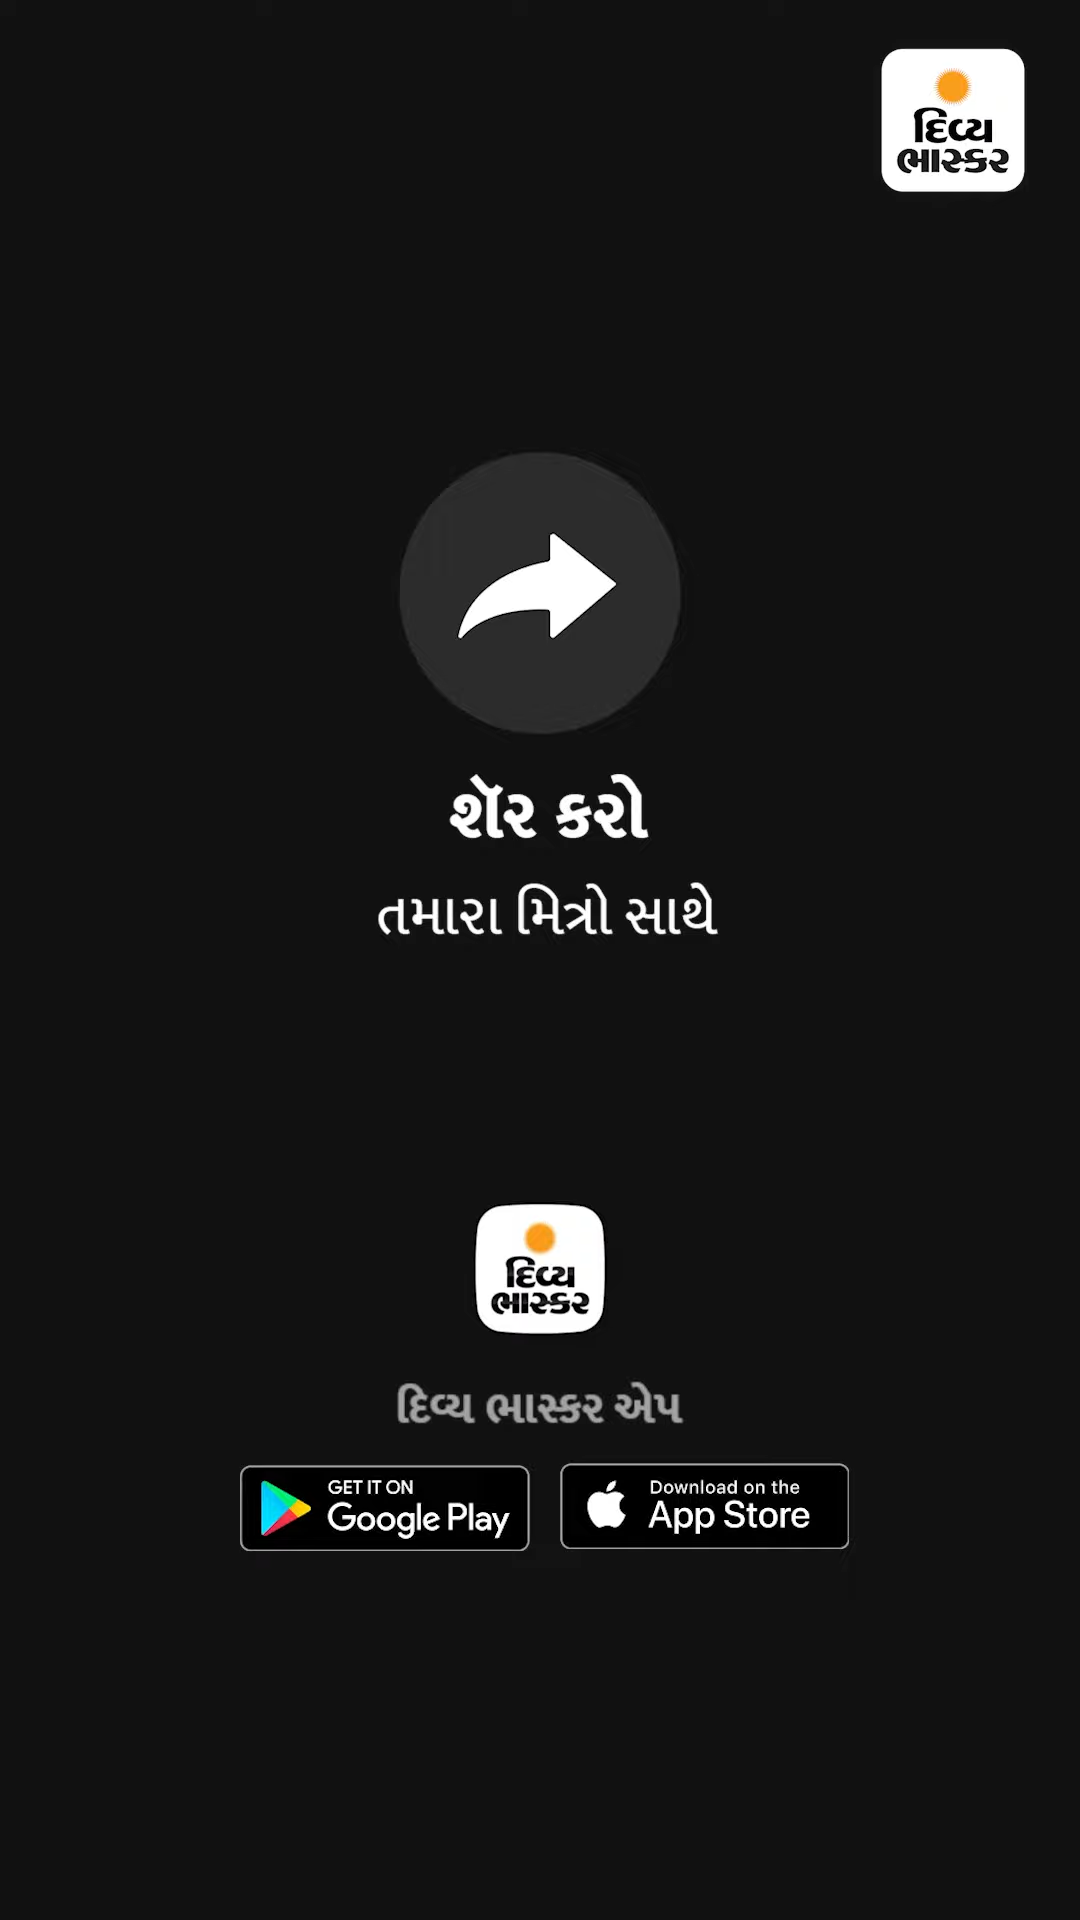 દિવ્ય
ભાસ્કર
શૅર કરો
તમારા મિત્રો સાથે
દિવ્ય
ભાસ્કર
દિવ્ય ભાસ્કર એપ
GET IT ON
Google Play
Download on the
App Store